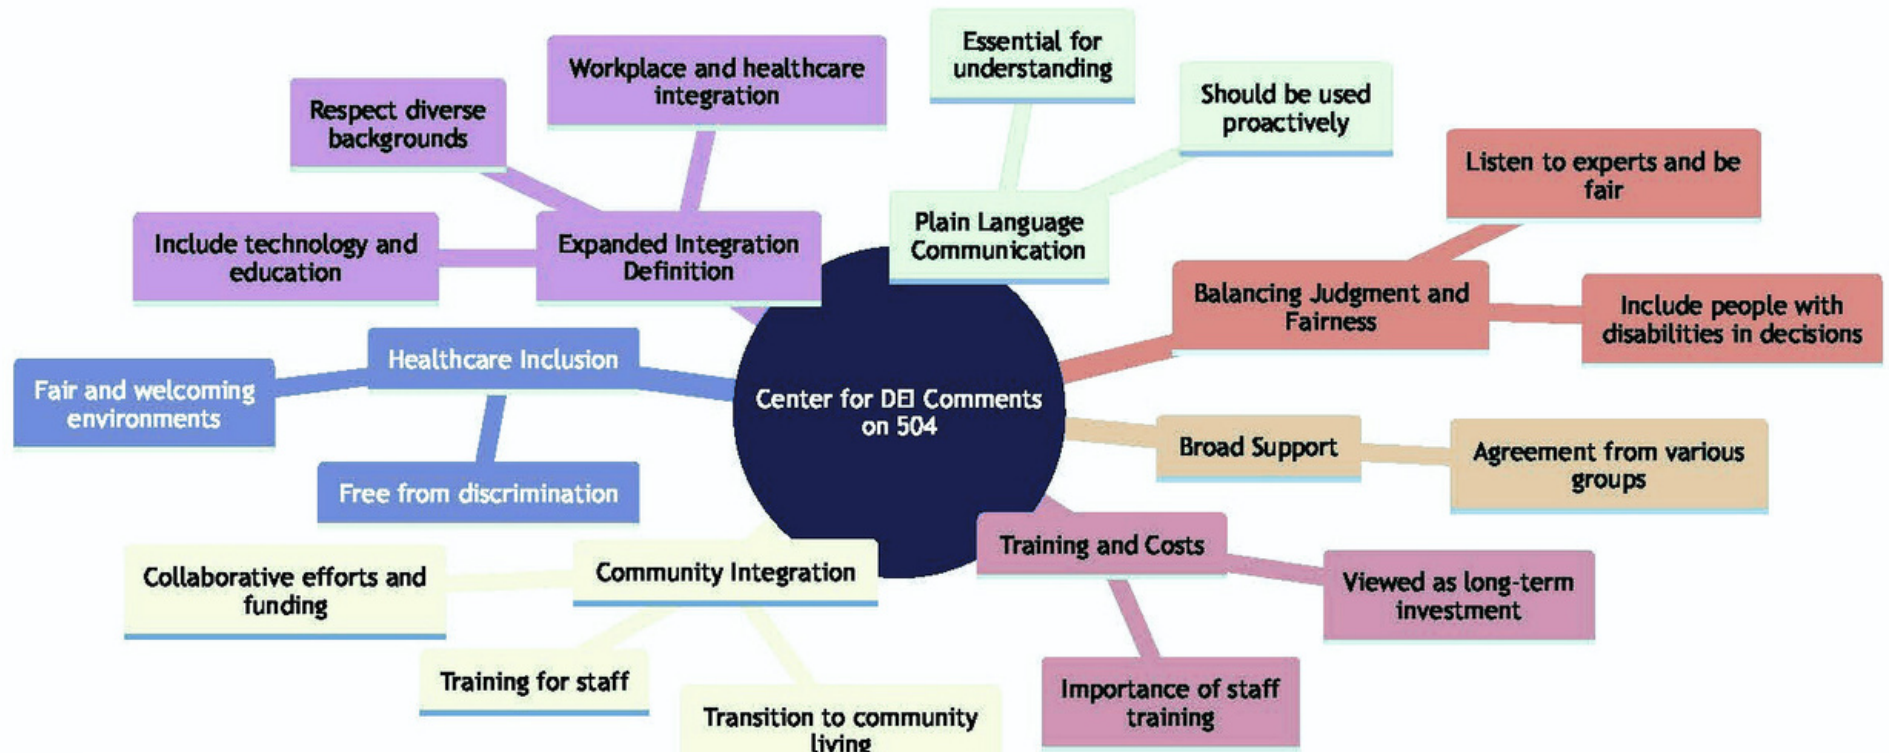 Essential for
understanding
Workplace and healthcare
integration
Should be used
proactively
Respect diverse
backgrounds
Listen to experts and be
fair
Plain Language
Communication
Include technology and
education
Expanded Integration
Definition
Balancing Judgment and
Fairness
Include people with
disabilities in decisions
Healthcare Inclusion
Fair and welcoming
environments
Center for DEI Comments
on 504
Broad Support
Agreement from various
groups
Free from discrimination
Training and Costs
Community Integration
Collaborative efforts and
funding
Viewed as long-term
investment
Training for staff
Importance of staff
training
Transition to community
living